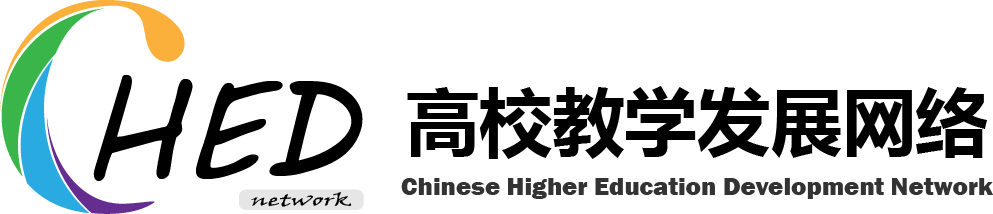 CHED
network
高校教学发展网络
Chinese Higher Education Development Network